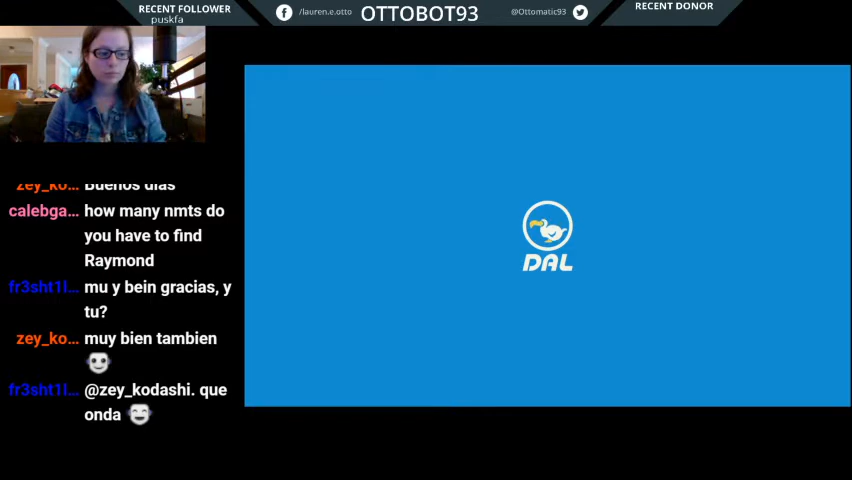 RECENT FOLLOWER
puskfa
/lauren.e.otto
OTTOBOT93
@Ottomatic93
RECENT DONOR
zey_ko... Buenos dias
calebga... how many nmts do
you have to find
Raymond
fr3sht1l... mu y bein gracias, y
tu?
zey_ko... muy bien tambien
fr3sht1l... @zey_kodashi. que
onda
DAL